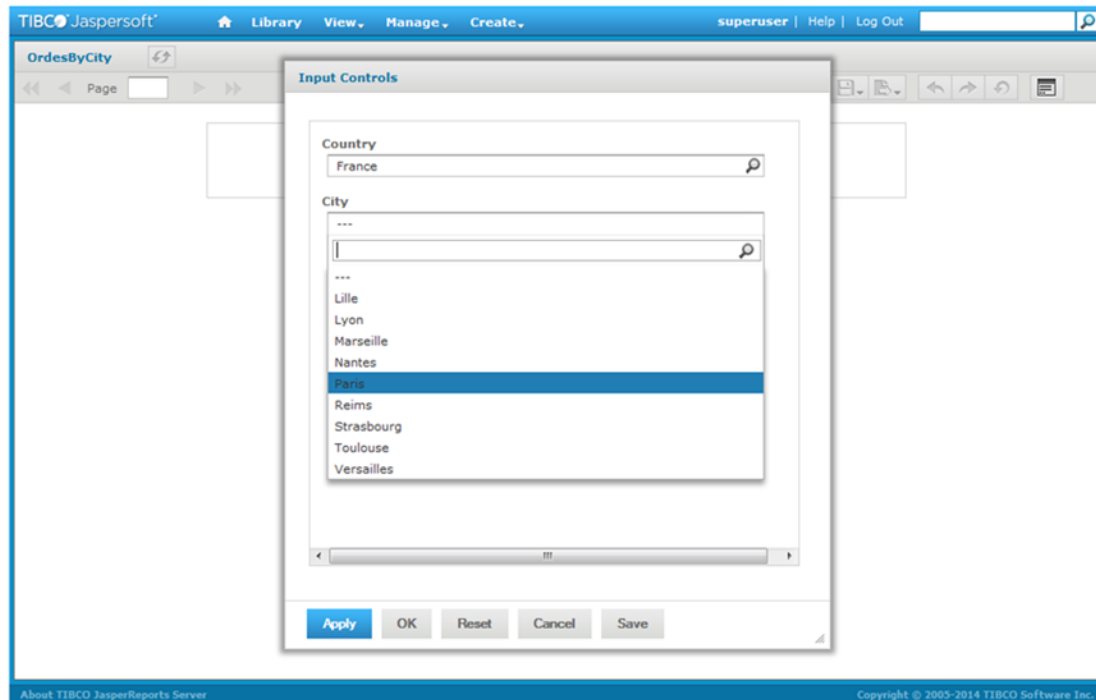 TIBCO Jaspersoft® Library View Manage Create superuser | Help | Log Out
OrdesByCity
Page
Input Controls
Country
France
City
---
---
Lille
Lyon
Marseille
Nantes
Paris
Reims
Strasbourg
Toulouse
Versailles
Apply OK Reset Cancel Save
About TIBCO JasperReports Server Copyright © 2005-2014 TIBCO Software Inc.